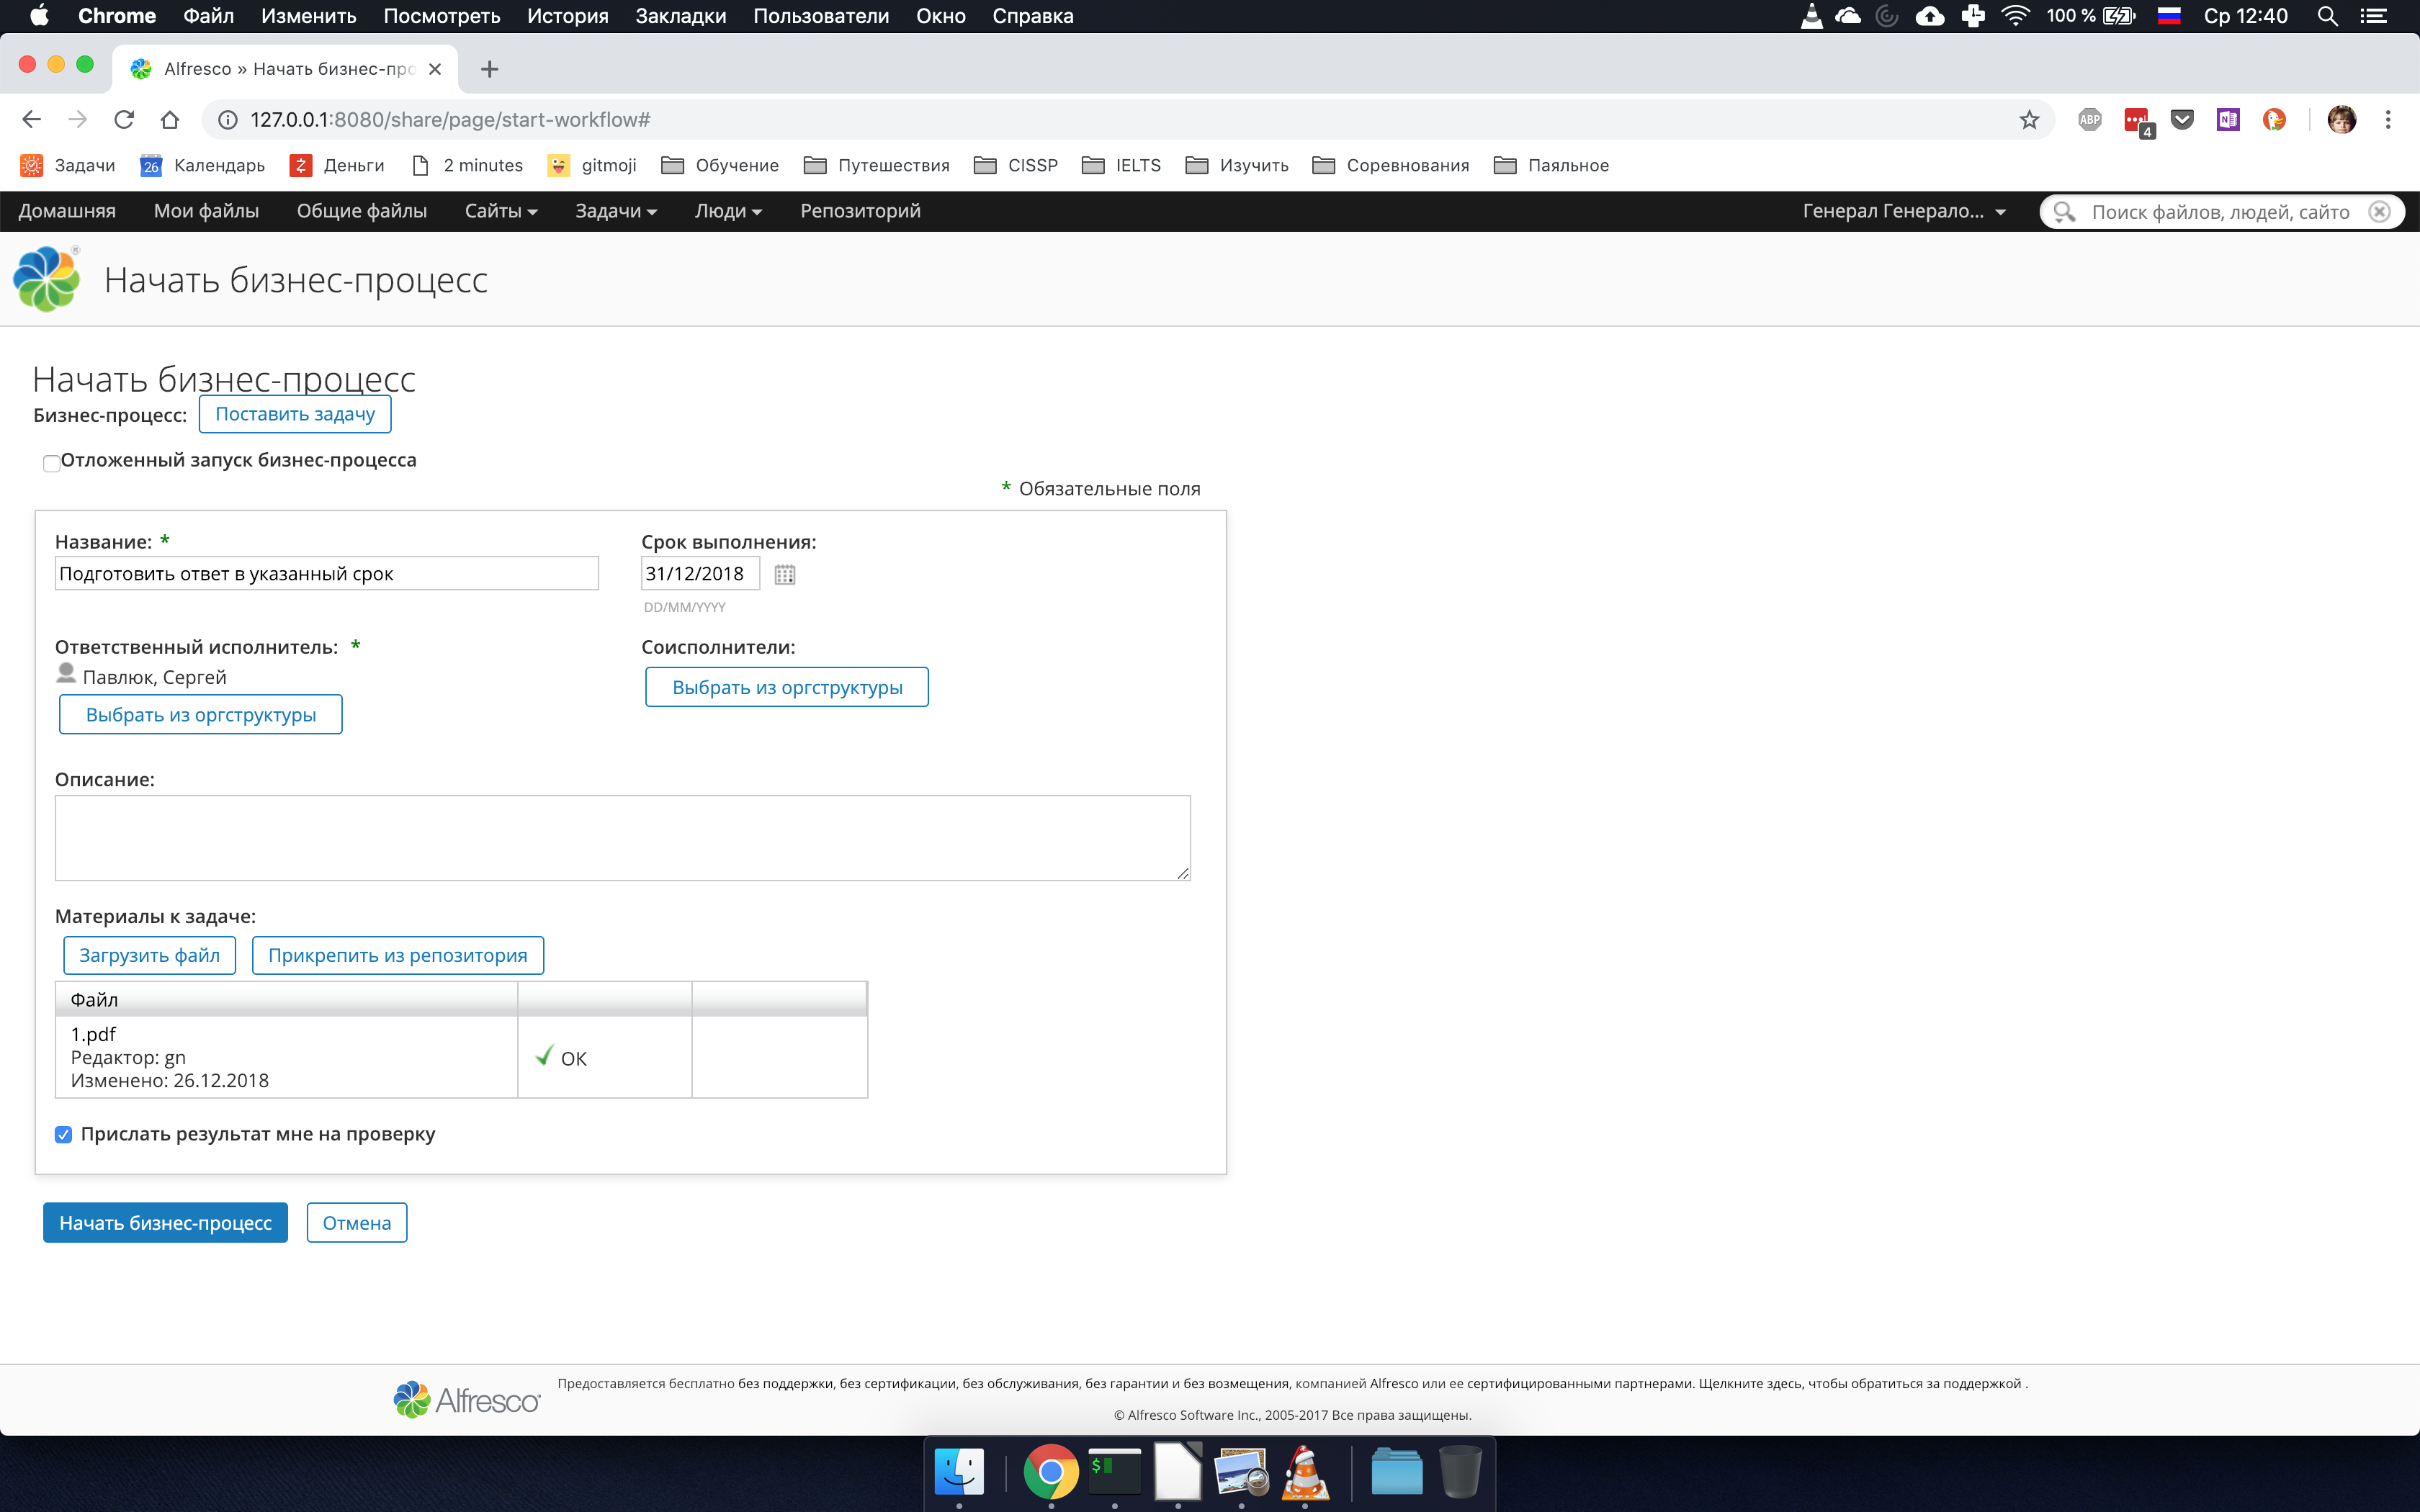 Chrome Файл Изменить Посмотреть История Закладки Пользователи Окно Справка 100 % Ср 12:40
Alfresco » Начать бизнес-про
127.0.0.1:8080/share/page/start-workflow#
ABP 4 N
Задачи 26 Календарь Деньги 2 minutes gitmoji Обучение Путешествия CISSP IELTS Изучить Соревнования Паяльное
Домашняя Мои файлы Общие файлы Сайты Задачи Люди Репозиторий Генерал Генерало... Поиск файлов, людей, сайто
Начать бизнес-процесс
Начать бизнес-процесс
Бизнес-процесс: Поставить задачу
Отложенный запуск бизнес-процесса
* Обязательные поля
Название: * Срок выполнения:
Подготовить ответ в указанный срок 31/12/2018
DD/MM/YYYY
Ответственный исполнитель: * Соисполнители:
Павлюк, Сергей
Выбрать из оргструктуры
Выбрать из оргструктуры
Описание:
Материалы к задаче:
Загрузить файл Прикрепить из репозитория
Файл
1.pdf
Редактор: gn
Изменено: 26.12.2018
ОК
Прислать результат мне на проверку
Начать бизнес-процесс Отмена
Alfresco
Предоставляется бесплатно без поддержки, без сертификации, без обслуживания, без гарантии и без возмещения, компанией Alfresco или ее сертифицированными партнерами. Щелкните здесь, чтобы обратиться за поддержкой .
© Alfresco Software Inc., 2005-2017 Все права защищены.
$